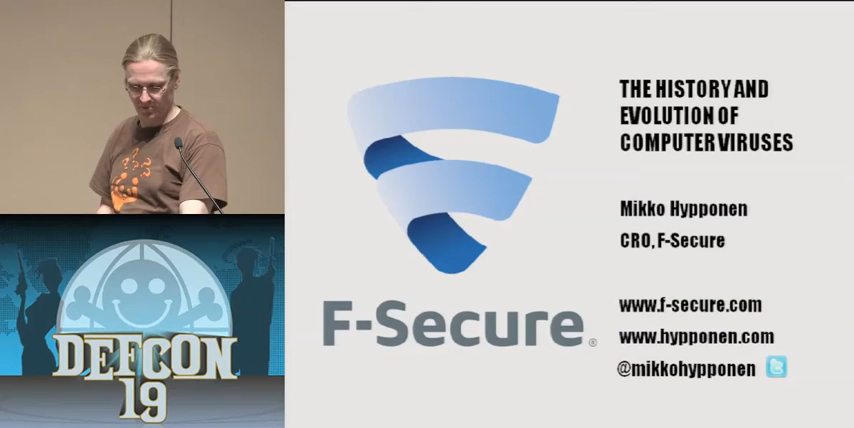 THE HISTORY AND
EVOLUTION OF
COMPUTER VIRUSES
Mikko Hypponen
CRO, F-Secure
www.f-secure.com
www.hypponen.com
@mikkohypponen
F-Secure®
DEFCON
19